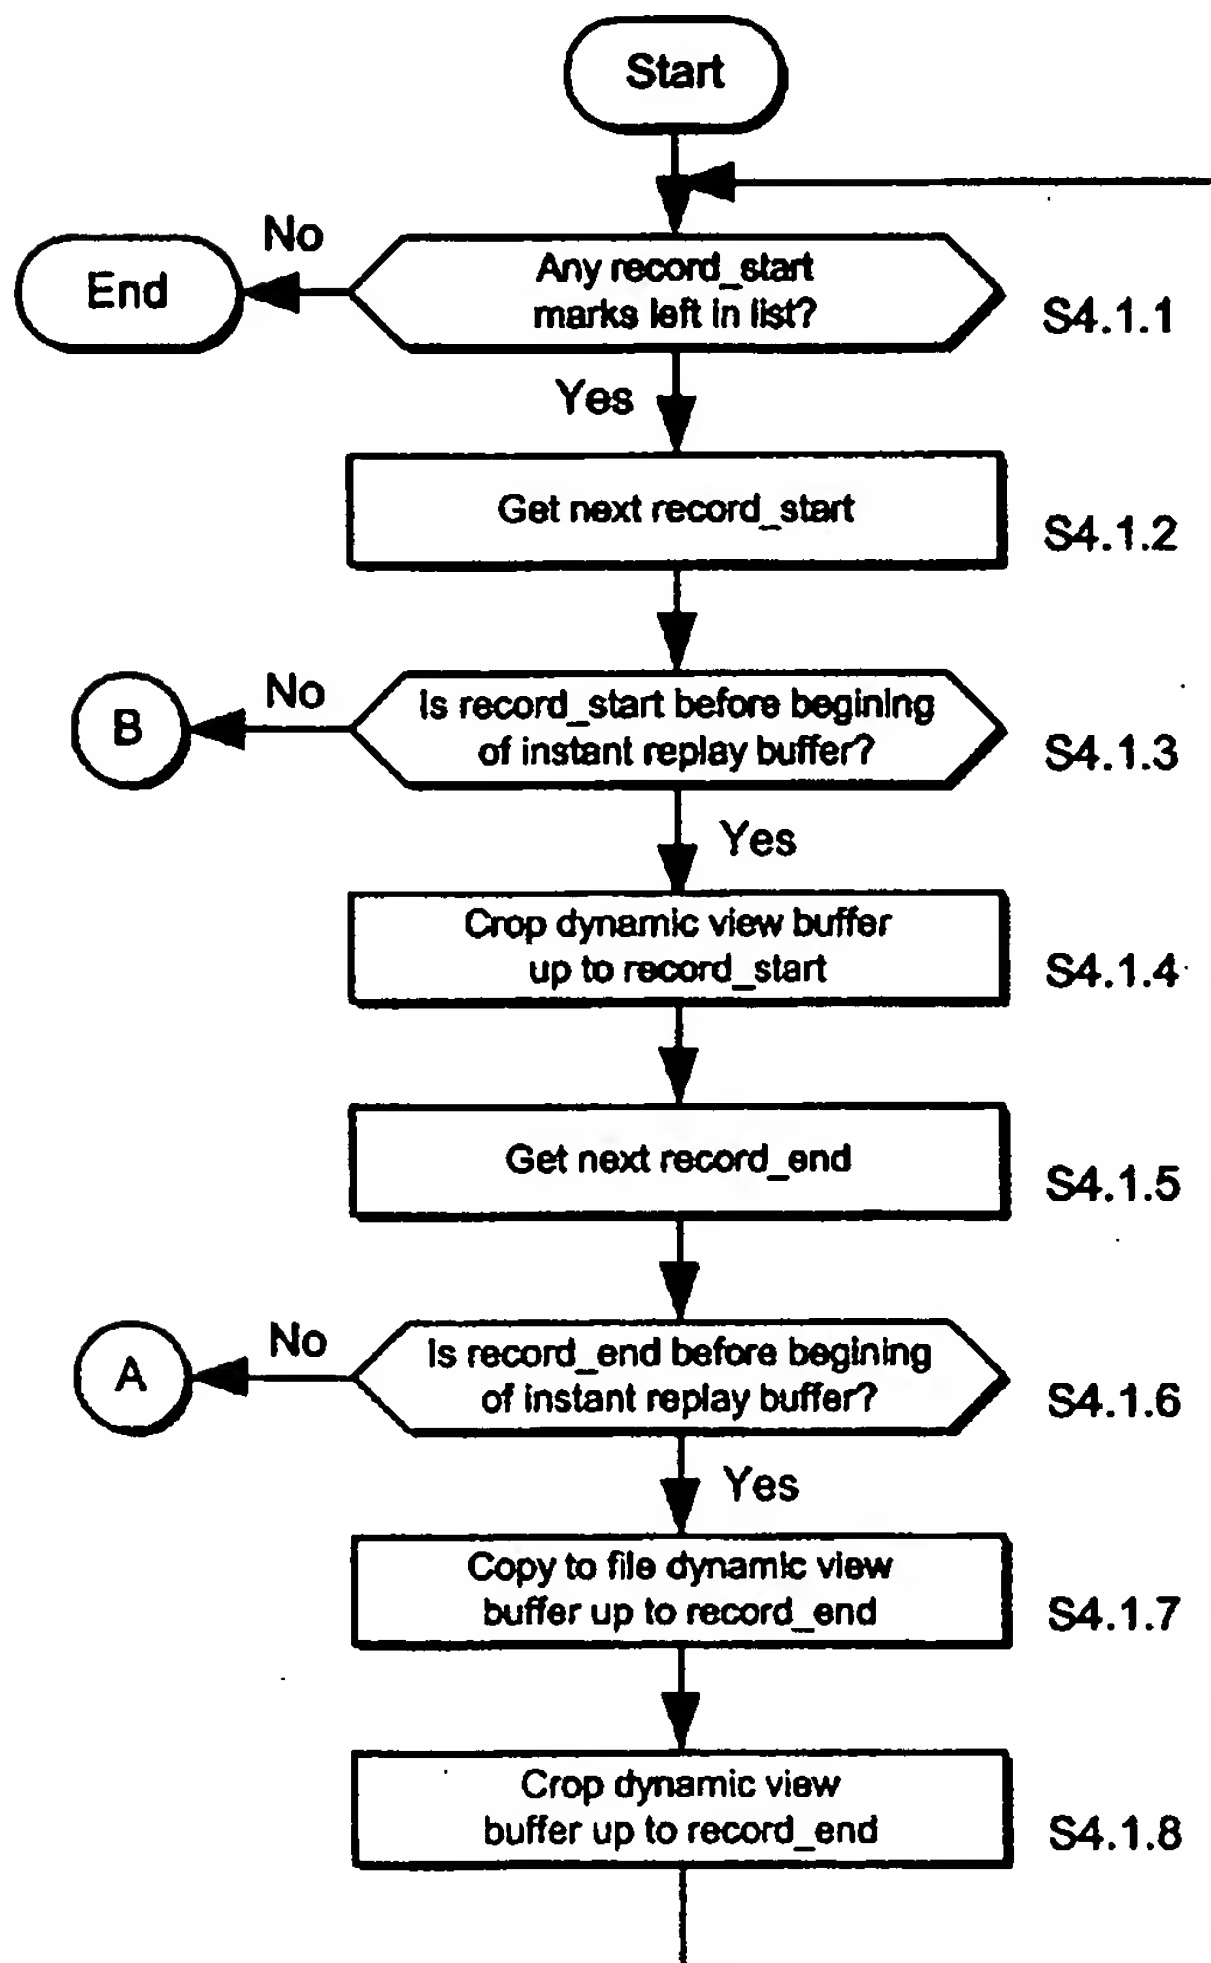 Start
No
End
Any record_start
marks left in list?
S4.1.1
Yes
Get next record_start
S4.1.2
No
B
Is record_start before begining
of instant replay buffer?
S4.1.3
Yes
Crop dynamic view buffer
up to record_start
S4.1.4
Get next record_end
S4.1.5
No
A
Is record_end before begining
of instant replay buffer?
S4.1.6
Yes
Copy to file dynamic view
buffer up to record_end
S4.1.7
Crop dynamic view
buffer up to record_end
S4.1.8